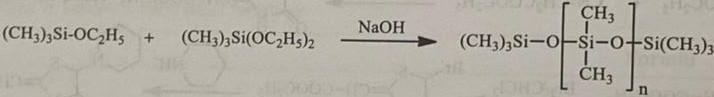 NaOH
CH₃
(CH₃)₃Si-OC₂H₅ + (CH₃)₃Si(OC₂H₅)₂ (CH₃)₃Si—O—Si—O—Si(CH₃)₃
CH₃
n